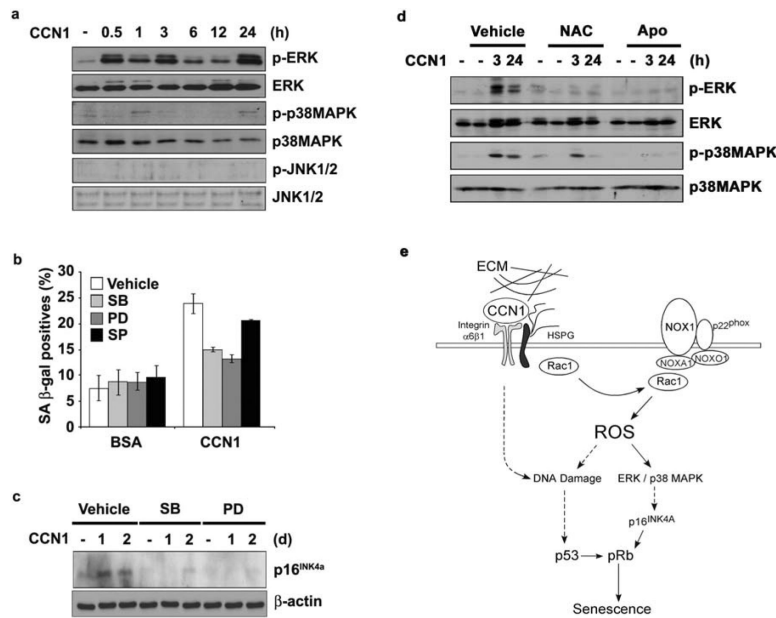 a
CCN1 - 0.5 1 3 6 12 24 (h)
p-ERK
ERK
p-p38MAPK
p38MAPK
p-JNK1/2
JNK1/2
b
SA β-gal positives (%)
30
25
20
15
10
5
0
Vehicle
SB
PD
SP
BSA CCN1
c
Vehicle SB PD
CCN1 - 1 2 - 1 2 - 1 2 (d)
p16INK4a
β-actin
d
Vehicle NAC Apo
CCN1 - - 3 24 - - 3 24 - - 3 24 (h)
p-ERK
ERK
p-p38MAPK
p38MAPK
e
ECM
CCN1
Integrin
α6β1
HSPG
NOX1
p22phox
NOXA1
NOXO1
Rac1
Rac1
ROS
DNA Damage
ERK / p38 MAPK
p16INK4A
p53
pRb
Senescence